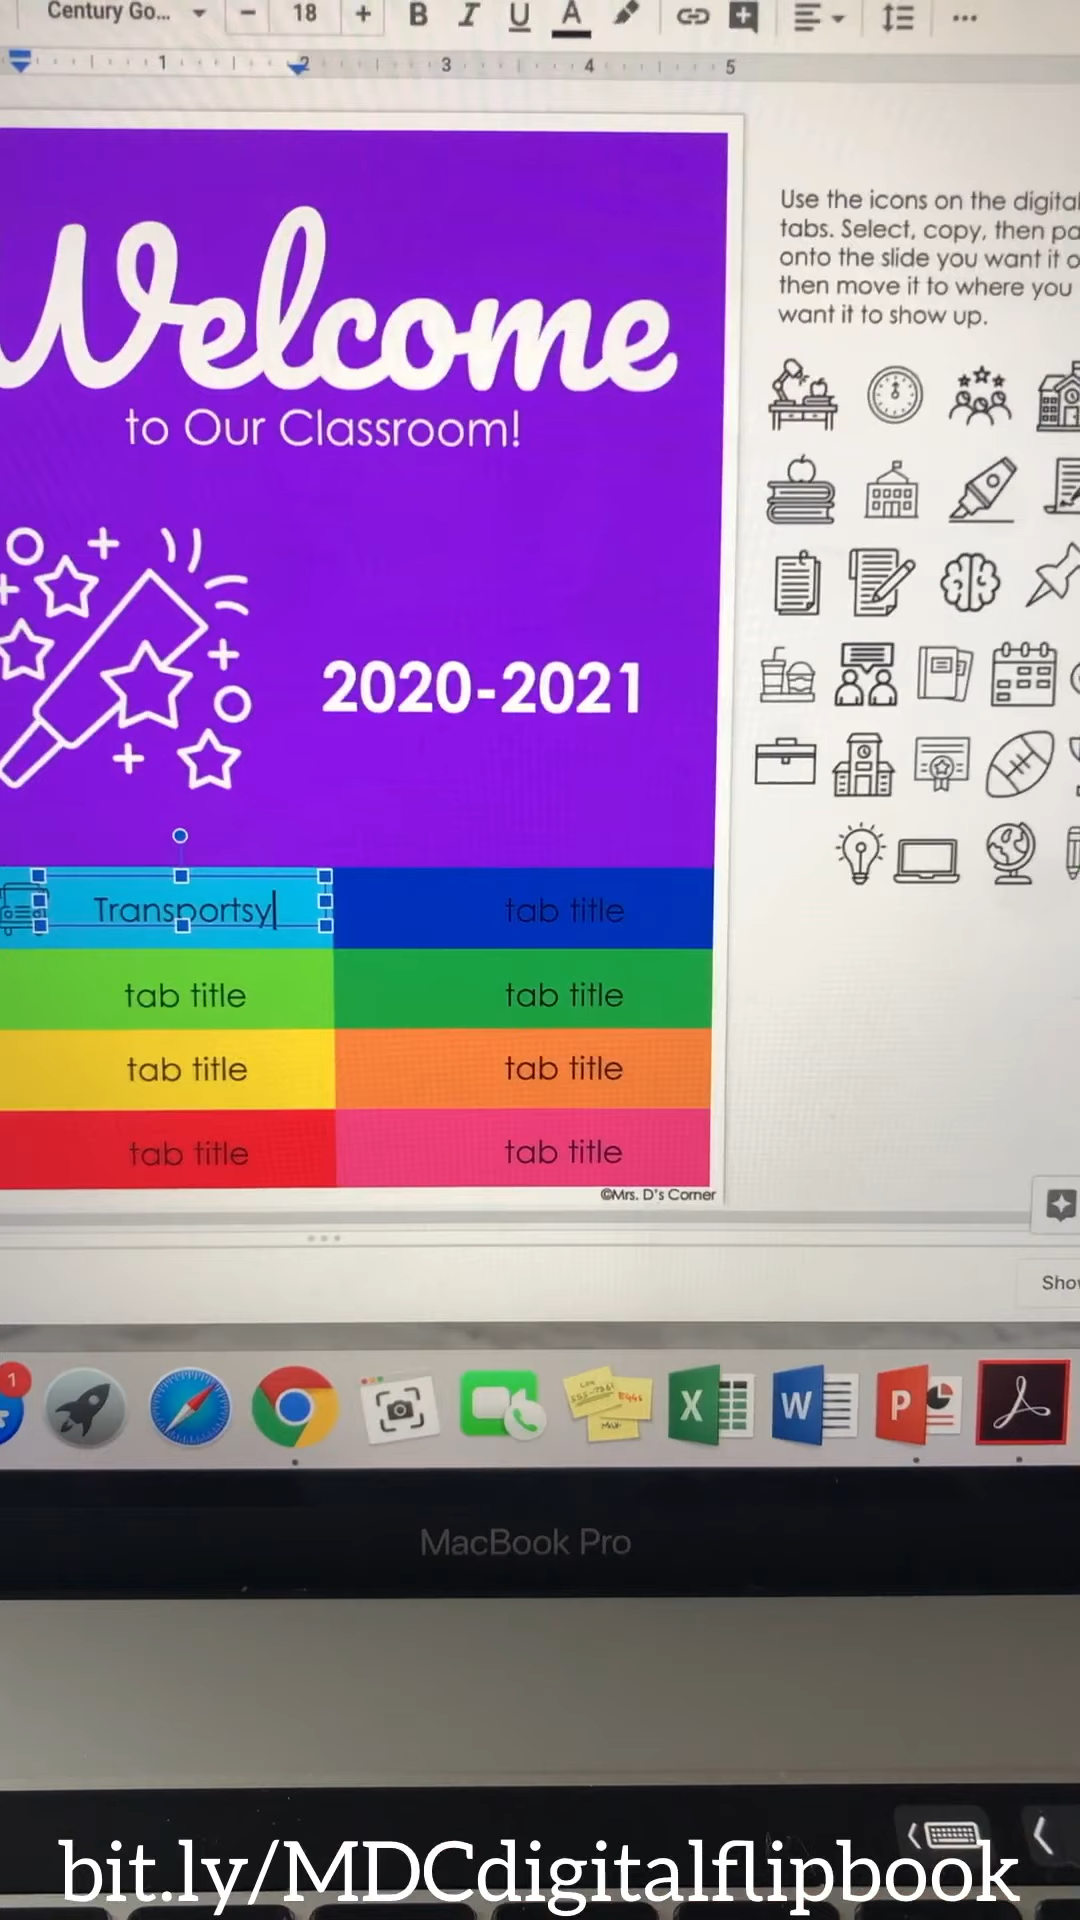 Century Go...
18
B I U A
1 2 3 4 5
Welcome
to Our Classroom!
2020-2021
Use the icons on the digital
tabs. Select, copy, then pa
onto the slide you want it o
then move it to where you
want it to show up.
Transportsy
tab title
tab title
tab title
tab title
tab title
tab title
tab title
©Mrs. D's Corner
Sho
1
X
W
P
MacBook Pro
bit.ly/MDCdigitalflipbook